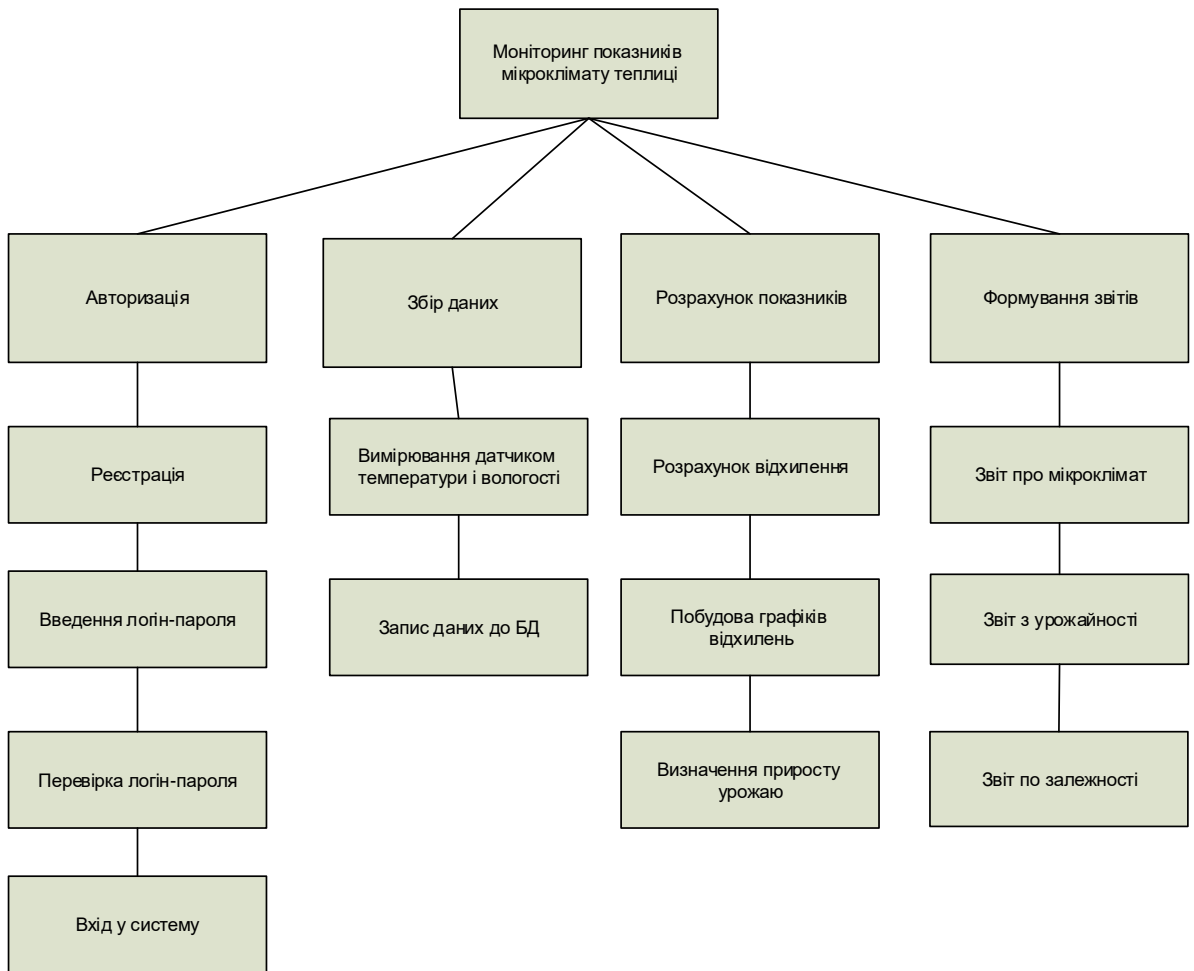 Моніторинг показників
мікроклімату теплиці
Авторизація
Збір даних
Розрахунок показників
Формування звітів
Реєстрація
Вимірювання датчиком
температури і вологості
Розрахунок відхилення
Звіт про мікроклімат
Введення логін-пароля
Запис даних до БД
Побудова графіків
відхилень
Звіт з урожайності
Перевірка логін-пароля
Визначення приросту
урожаю
Звіт по залежності
Вхід у систему